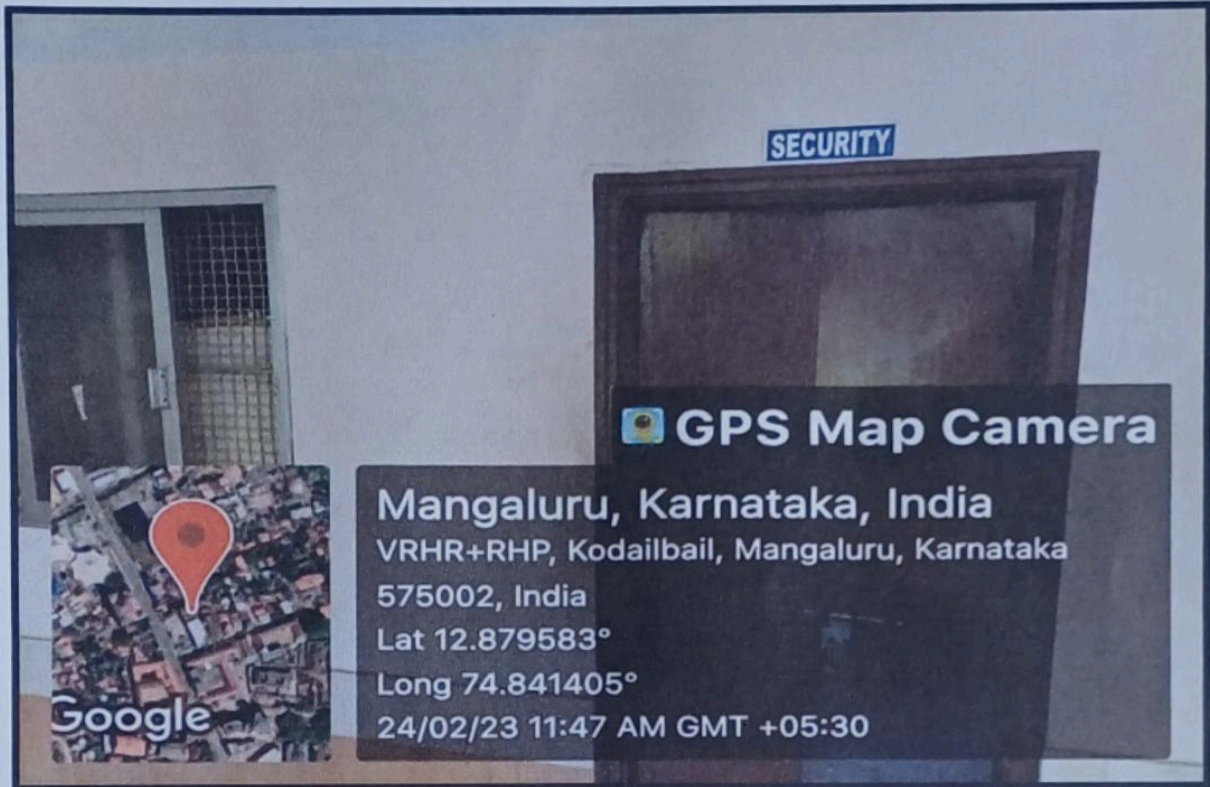 SECURITY
GPS Map Camera
Mangaluru, Karnataka, India
VRHR+RHP, Kodailbail, Mangaluru, Karnataka
575002, India
Lat 12.879583°
Long 74.841405°
24/02/23 11:47 AM GMT +05:30
Google